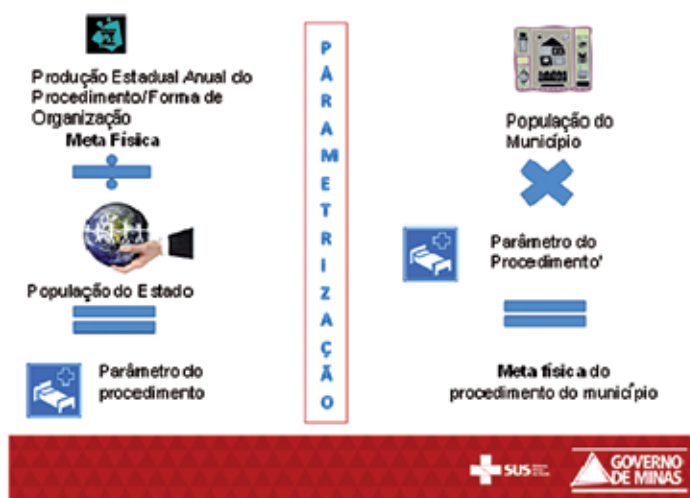 Produção Estadual Anual do
Procedimento/Forma de
Organização
Meta Física
População do Estado
Parâmetro do
procedimento
PARAMETRIZAÇÃO
População do
Município
Parâmetro do
Procedimento'
Meta física do
procedimento do município
SUS
GOVERNO
DE MINAS